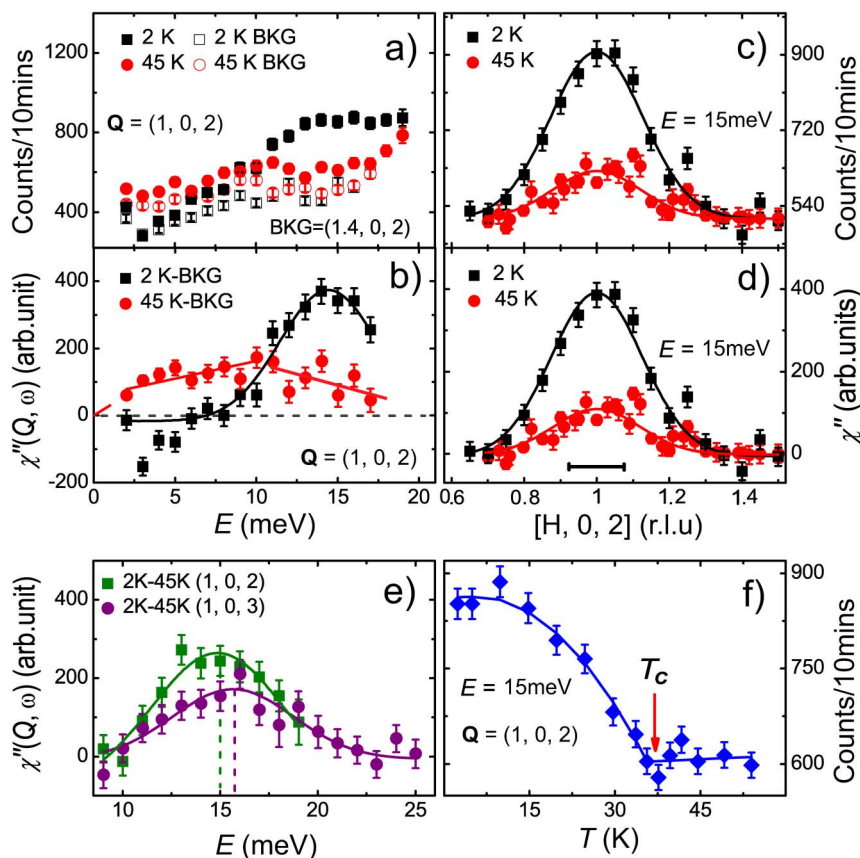 a)
2 K
2 K BKG
45 K
45 K BKG
Q = (1, 0, 2)
BKG=(1.4, 0, 2)
Counts/10mins
1200
800
400
c)
2 K
45 K
E = 15meV
900
720
540
Counts/10mins
b)
2 K-BKG
45 K-BKG
Q = (1, 0, 2)
χ"(Q, ω) (arb.unit)
400
200
0
-200
0
5
10
15
20
E (meV)
d)
2 K
45 K
E = 15meV
400
200
0
χ" (arb.units)
0.6
0.8
1
1.2
1.4
[H, 0, 2] (r.l.u)
e)
2K-45K (1, 0, 2)
2K-45K (1, 0, 3)
χ"(Q, ω) (arb.unit)
400
200
0
10
15
20
25
E (meV)
f)
Tc
E = 15meV
Q = (1, 0, 2)
900
750
600
Counts/10mins
15
30
45
T (K)